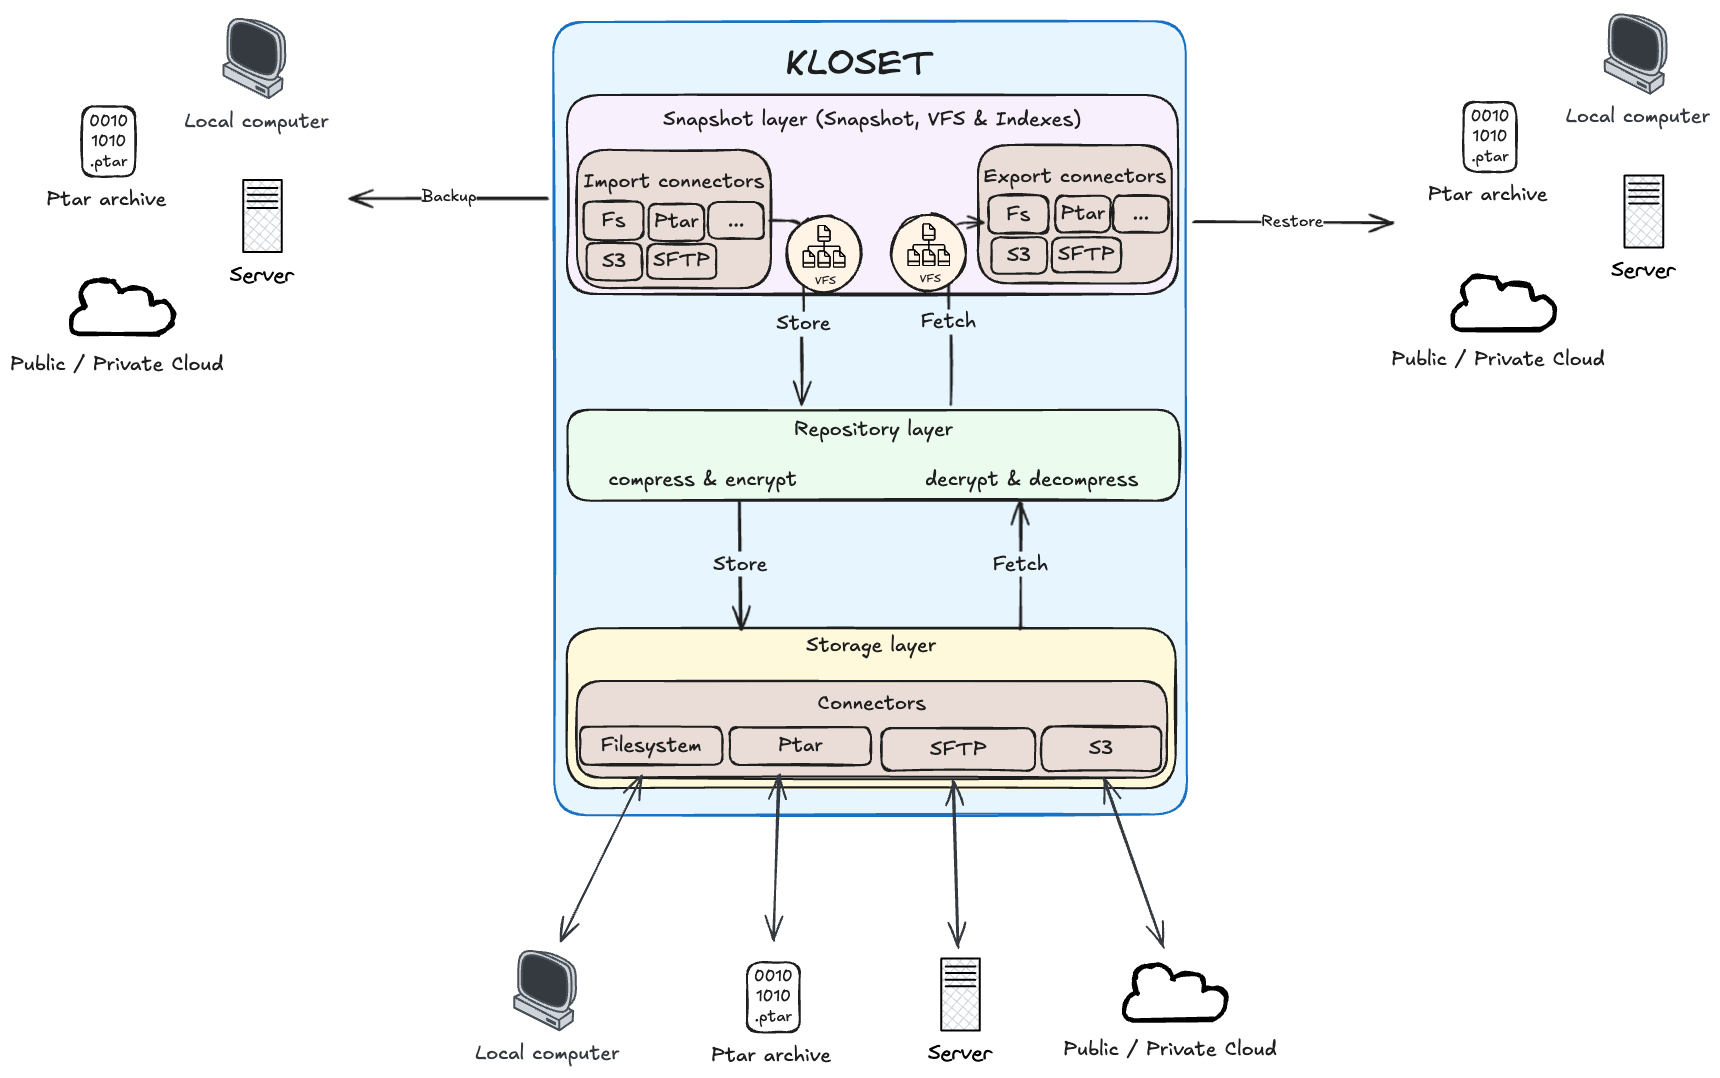 KLOSET
Local computer
0010
1010
.ptar
Ptar archive
Server
Public / Private Cloud
Backup
Snapshot layer (Snapshot, VFS & Indexes)
Import connectors
Fs
Ptar
...
S3
SFTP
VFS
VFS
Export connectors
Fs
Ptar
...
S3
SFTP
Restore
Local computer
0010
1010
.ptar
Ptar archive
Server
Public / Private Cloud
Store
Fetch
Repository layer
compress & encrypt
decrypt & decompress
Store
Fetch
Storage layer
Connectors
Filesystem
Ptar
SFTP
S3
Local computer
0010
1010
.ptar
Ptar archive
Server
Public / Private Cloud